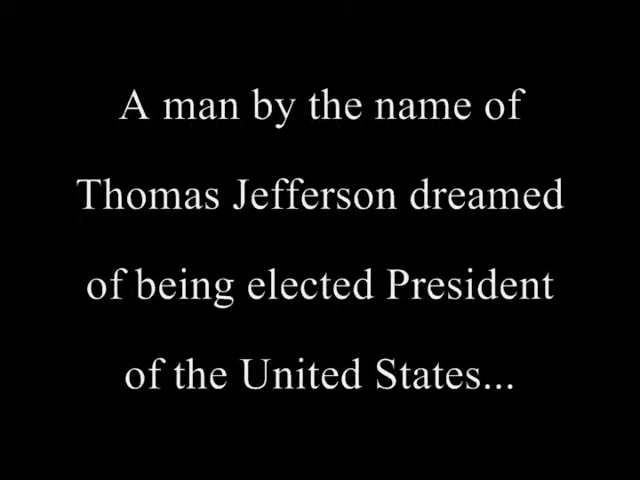 A man by the name of
Thomas Jefferson dreamed
of being elected President
of the United States...